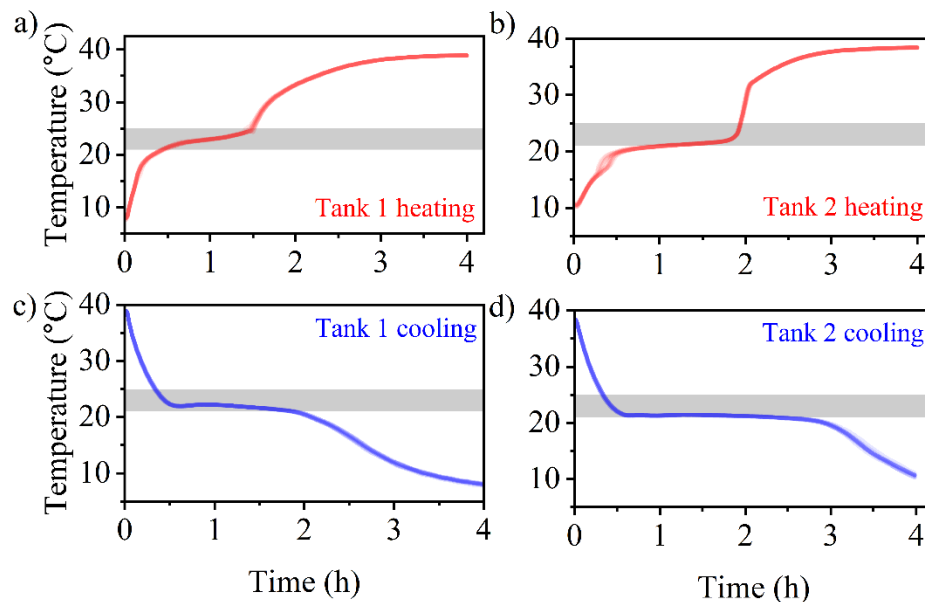 a)
b)
Temperature (°C)
40
30
20
10
Tank 1 heating
0 1 2 3 4
40
30
20
10
Tank 2 heating
0 1 2 3 4
c)
d)
Temperature (°C)
40
30
20
10
Tank 1 cooling
0 1 2 3 4
Time (h)
40
30
20
10
Tank 2 cooling
0 1 2 3 4
Time (h)